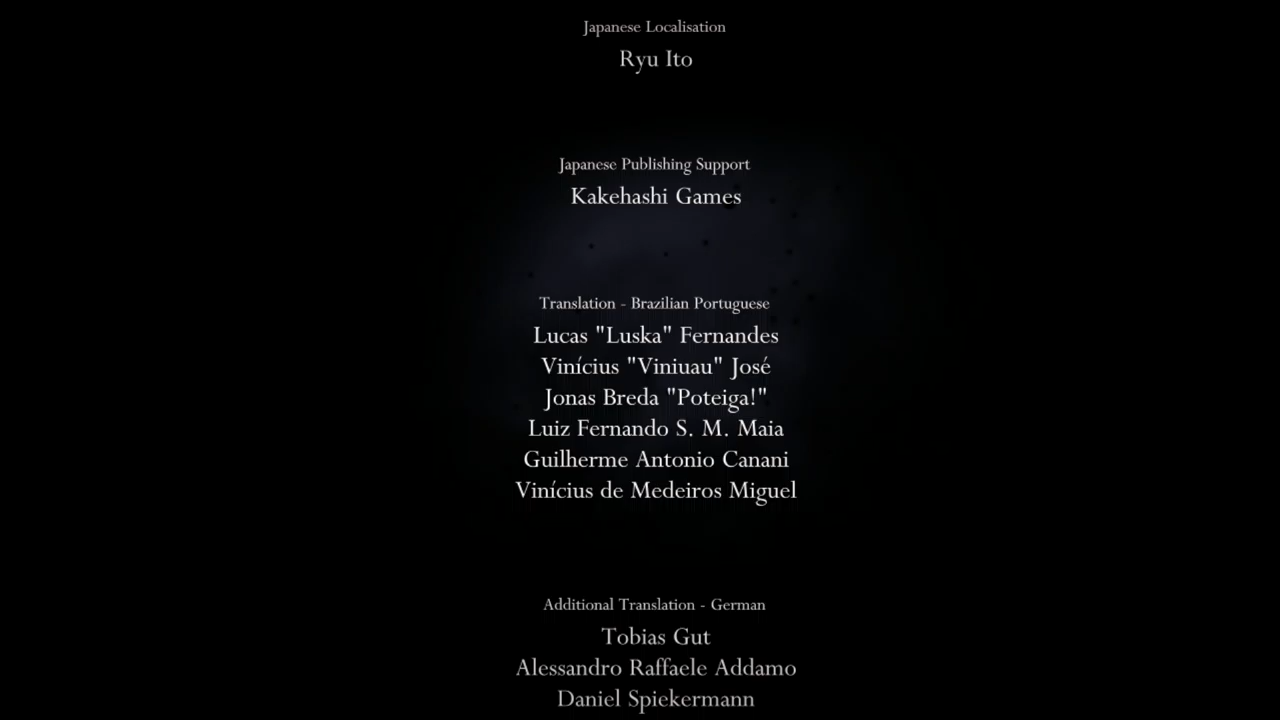 Japanese Localisation
Ryu Ito
Japanese Publishing Support
Kakehashi Games
Translation - Brazilian Portuguese
Lucas "Luska" Fernandes
Vinícius "Viniuau" José
Jonas Breda "Poteiga!"
Luiz Fernando S. M. Maia
Guilherme Antonio Canani
Vinícius de Medeiros Miguel
Additional Translation - German
Tobias Gut
Alessandro Raffaele Addamo
Daniel Spiekermann